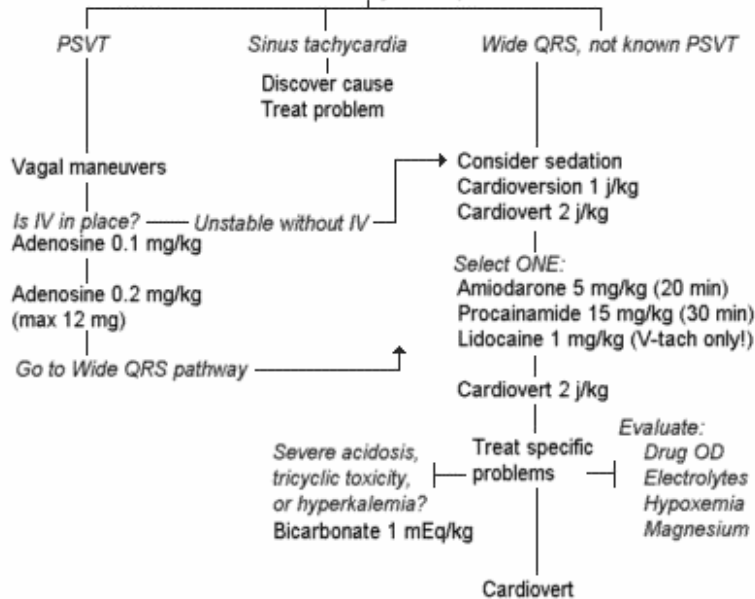 PSVT
Sinus tachycardia
Wide QRS, not known PSVT
Discover cause
Treat problem
Vagal maneuvers
Is IV in place?
Unstable without IV
Adenosine 0.1 mg/kg
Adenosine 0.2 mg/kg
(max 12 mg)
Go to Wide QRS pathway
Consider sedation
Cardioversion 1 j/kg
Cardiovert 2 j/kg
Select ONE:
Amiodarone 5 mg/kg (20 min)
Procainamide 15 mg/kg (30 min)
Lidocaine 1 mg/kg (V-tach only!)
Cardiovert 2 j/kg
Treat specific
problems
Severe acidosis,
tricyclic toxicity,
or hyperkalemia?
Bicarbonate 1 mEq/kg
Evaluate:
Drug OD
Electrolytes
Hypoxemia
Magnesium
Cardiovert